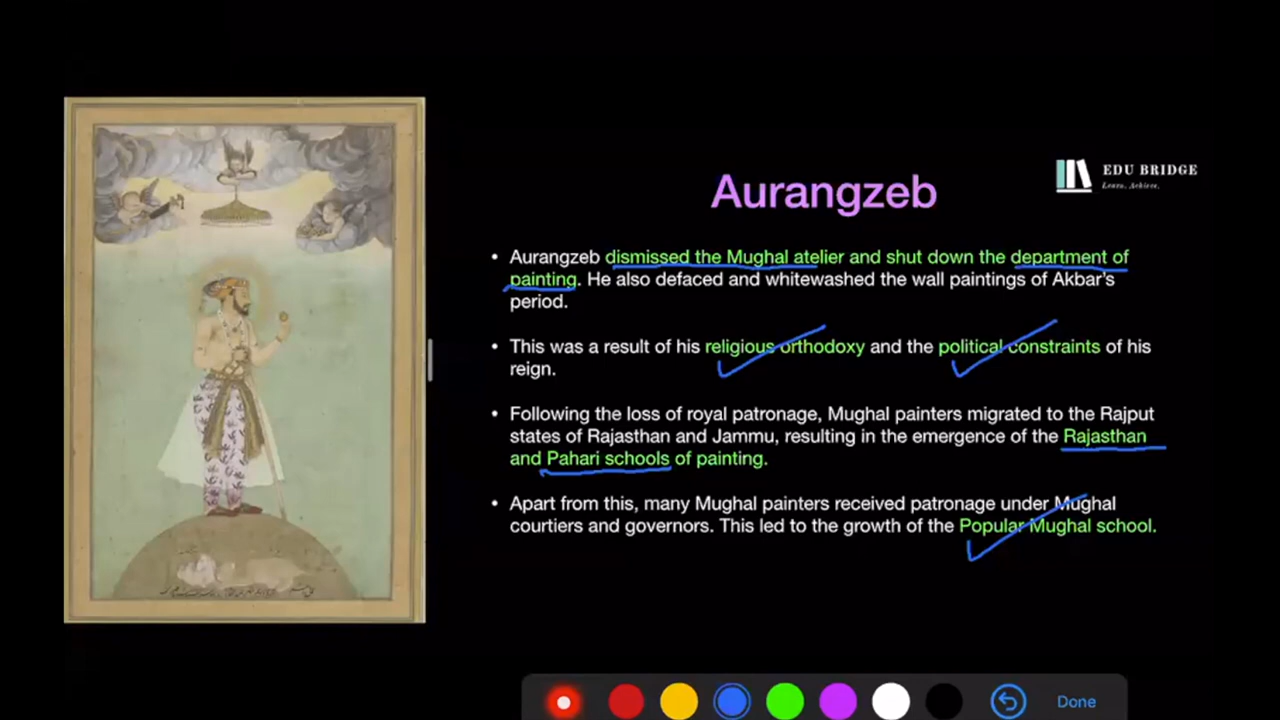 EDU BRIDGE
Learn. Achieve.
Aurangzeb
• Aurangzeb dismissed the Mughal atelier and shut down the department of
painting. He also defaced and whitewashed the wall paintings of Akbar's
period.
• This was a result of his religious orthodoxy and the political constraints of his
reign.
• Following the loss of royal patronage, Mughal painters migrated to the Rajput
states of Rajasthan and Jammu, resulting in the emergence of the Rajasthan
and Pahari schools of painting.
• Apart from this, many Mughal painters received patronage under Mughal
courtiers and governors. This led to the growth of the Popular Mughal school.
Done